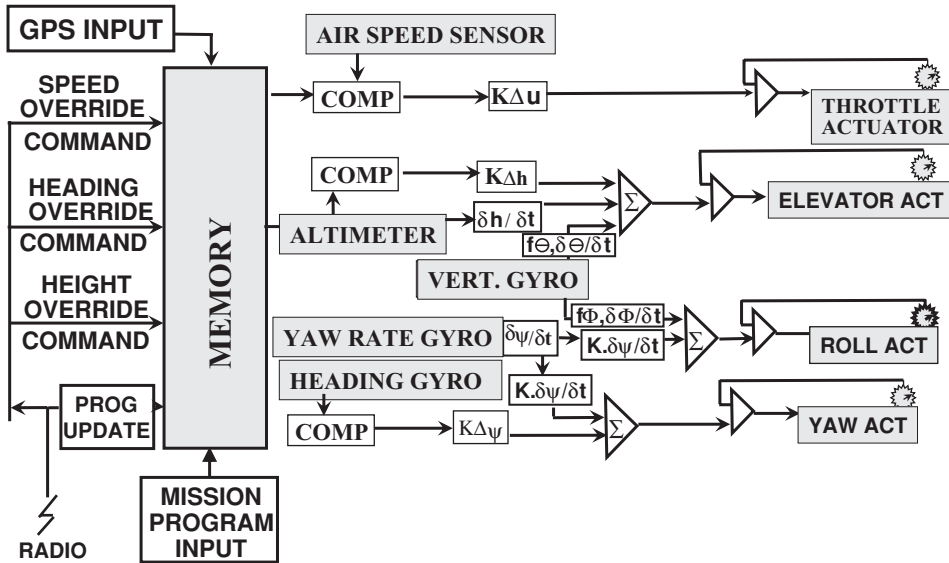 GPS INPUT
AIR SPEED SENSOR
SPEED
OVERRIDE
COMMAND
COMP
KΔu
THROTTLE
ACTUATOR
HEADING
OVERRIDE
COMMAND
MEMORY
COMP
KΔh
ALTIMETER
δh/ δt
Σ
ELEVATOR ACT
fΘ,δΘ/δt
VERT. GYRO
HEIGHT
OVERRIDE
COMMAND
fΦ,δΦ/δt
YAW RATE GYRO
δψ/δt
K.δψ/δt
Σ
ROLL ACT
HEADING GYRO
K.δψ/δt
PROG
UPDATE
COMP
KΔψ
Σ
YAW ACT
MISSION
PROGRAM
INPUT
RADIO